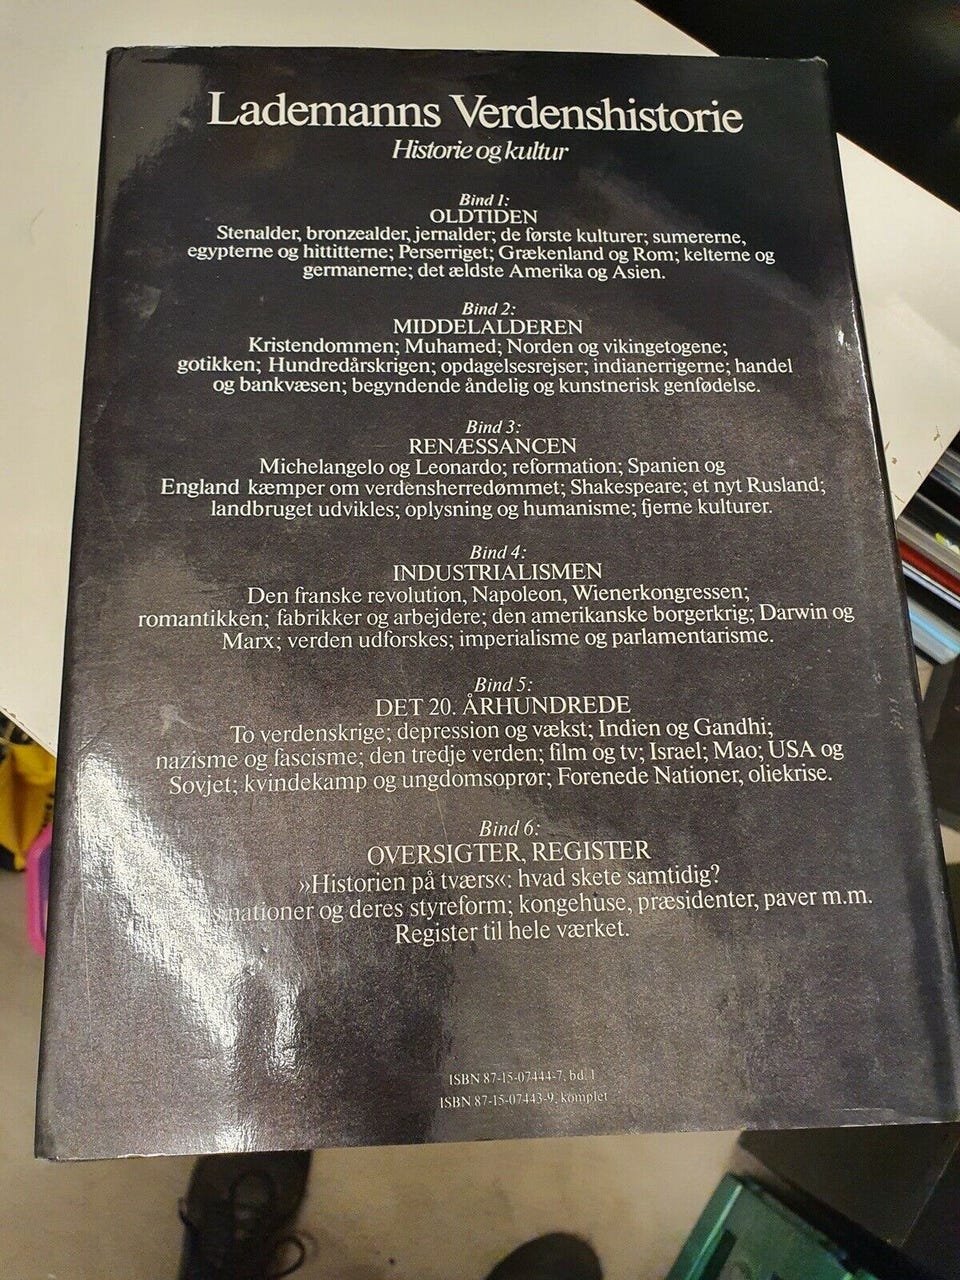 Lademanns Verdenshistorie
Historie og kultur
Bind 1:
OLDTIDEN
Stenalder, bronzealder, jernalder; de første kulturer; sumererne,
egypterne og hittitterne; Perserriget; Grækenland og Rom; kelterne og
germanerne; det ældste Amerika og Asien.
Bind 2:
MIDDELALDEREN
Kristendommen; Muhamed; Norden og vikingetogene;
gotikken; Hundredårskrigen; opdagelsesrejser; indianerrigerne; handel
og bankvæsen; begyndende åndelig og kunstnerisk genfødelse.
Bind 3:
RENÆSSANCEN
Michelangelo og Leonardo; reformation; Spanien og
England kæmper om verdensherredømmet; Shakespeare; et nyt Rusland;
landbruget udvikles; oplysning og humanisme; fjerne kulturer.
Bind 4:
INDUSTRIALISMEN
Den franske revolution, Napoleon, Wienerkongressen;
romantikken; fabrikker og arbejdere; den amerikanske borgerkrig; Darwin og
Marx; verden udforskes; imperialisme og parlamentarisme.
Bind 5:
DET 20. ÅRHUNDREDE
To verdenskrige; depression og vækst; Indien og Gandhi;
nazisme og fascisme; den tredje verden; film og tv; Israel; Mao; USA og
Sovjet; kvindekamp og ungdomsoprør; Forenede Nationer, oliekrise.
Bind 6:
OVERSIGTER, REGISTER
»Historien på tværs«: hvad skete samtidig?
nationer og deres styreform; kongehuse, præsidenter, paver m.m.
Register til hele værket.
ISBN 87-15-07444-7, bd. 1
ISBN 87-15-07443-9, komplet